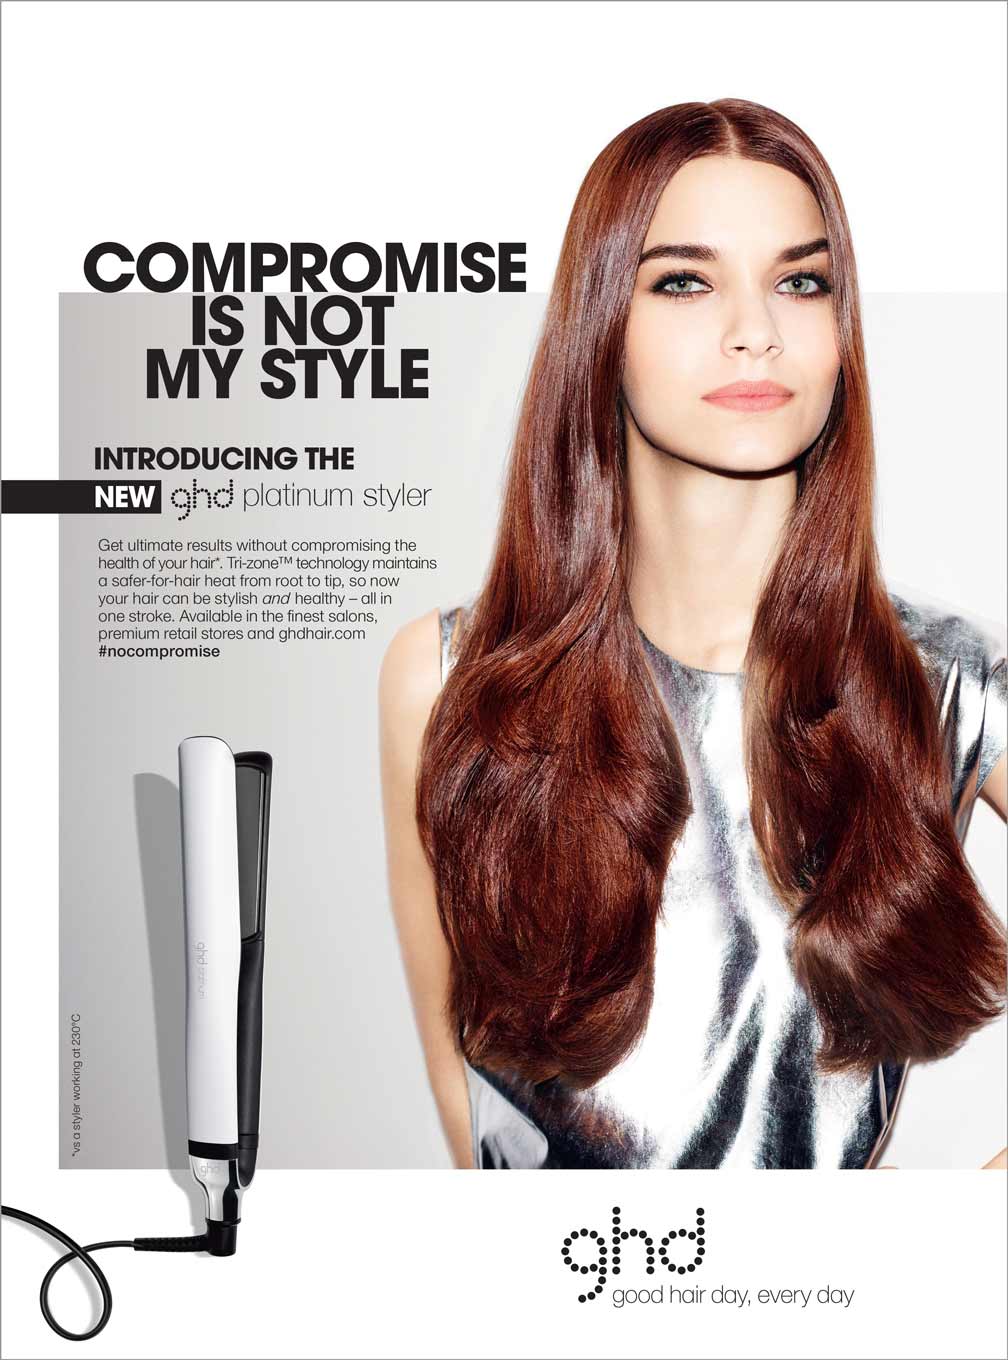 COMPROMISE
IS NOT
MY STYLE
INTRODUCING THE
NEW ghd platinum styler
Get ultimate results without compromising the
health of your hair*. Tri-zone™ technology maintains
a safer-for-hair heat from root to tip, so now
your hair can be stylish and healthy – all in
one stroke. Available in the finest salons,
premium retail stores and ghdhair.com
#nocompromise
ghd platinum
ghd
*vs a styler working at 230°C
ghd
good hair day, every day